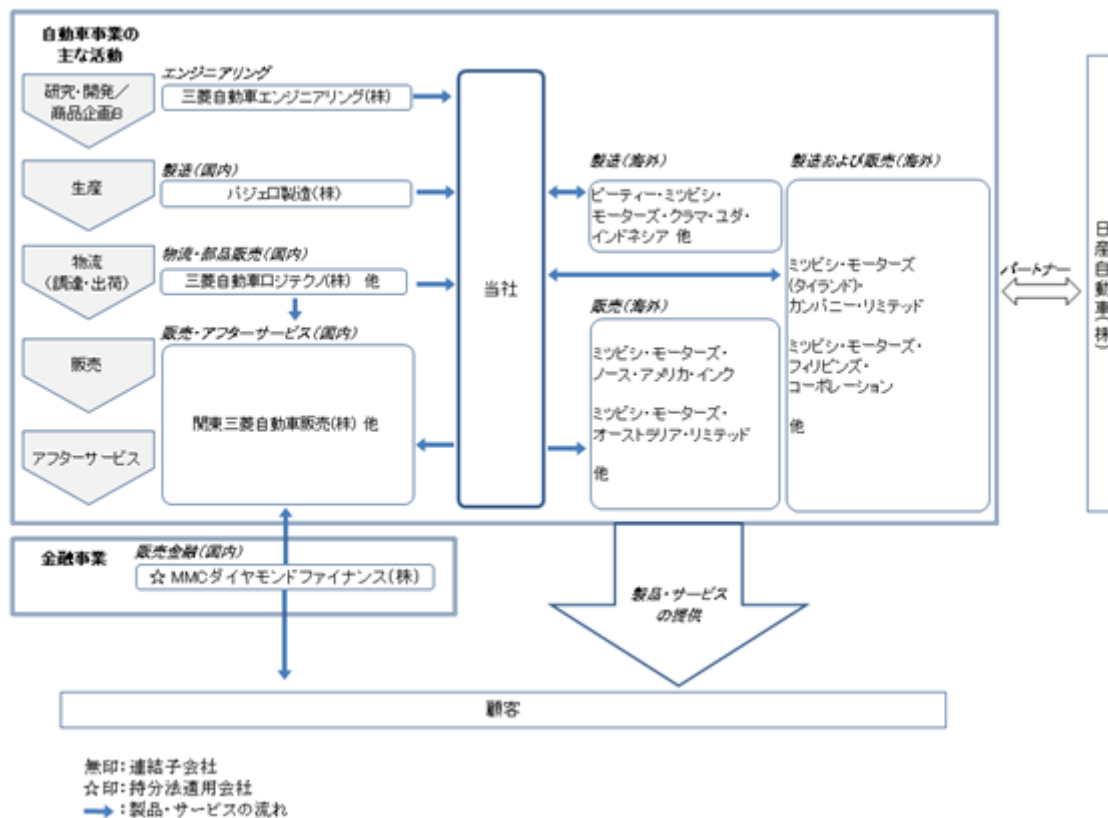 自動車事業の
主な活動
研究・開発／
商品企画B
エンジニアリング
三菱自動車エンジニアリング(株)
生産
製造(国内)
パジェロ製造(株)
物流
(調達・出荷)
物流・部品販売(国内)
三菱自動車ロジテクノ(株) 他
販売
販売・アフターサービス(国内)
関東三菱自動車販売(株) 他
アフターサービス
当社
製造(海外)
ピーティー・ミツビシ・
モーターズ・クラマ・ユダ・
インドネシア 他
販売(海外)
ミツビシ・モーターズ・
ノース・アメリカ・インク
ミツビシ・モーターズ・
オーストラリア・リミテッド
他
製造および販売(海外)
ミツビシ・モーターズ
(タイランド)・
カンパニー・リミテッド
ミツビシ・モーターズ・
フィリピンズ・
コーポレーション
他
パートナー
日産自動車(株)
金融事業
販売金融(国内)
☆ MMCダイヤモンドファイナンス(株)
製品・サービス
の提供
顧客
無印：連結子会社
☆印：持分法適用会社
：製品・サービスの流れ